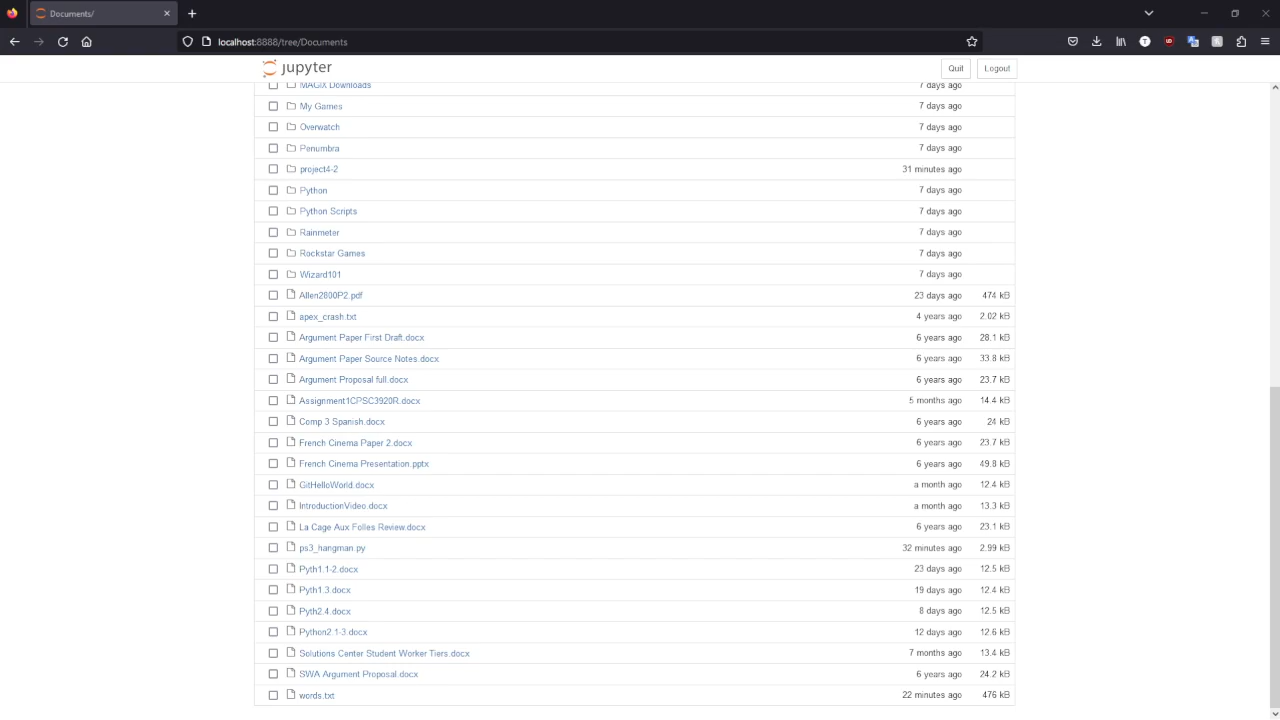 Documents/
localhost:8888/tree/Documents
jupyter Quit Logout
MAGIX Downloads 7 days ago
My Games 7 days ago
Overwatch 7 days ago
Penumbra 7 days ago
project4-2 31 minutes ago
Python 7 days ago
Python Scripts 7 days ago
Rainmeter 7 days ago
Rockstar Games 7 days ago
Wizard101 7 days ago
Allen2800P2.pdf 23 days ago 474 kB
apex_crash.txt 4 years ago 2.02 kB
Argument Paper First Draft.docx 6 years ago 28.1 kB
Argument Paper Source Notes.docx 6 years ago 33.8 kB
Argument Proposal full.docx 6 years ago 23.7 kB
Assignment1CPSC3920R.docx 5 months ago 14.4 kB
Comp 3 Spanish.docx 6 years ago 24 kB
French Cinema Paper 2.docx 6 years ago 23.7 kB
French Cinema Presentation.pptx 6 years ago 49.8 kB
GitHelloWorld.docx a month ago 12.4 kB
IntroductionVideo.docx a month ago 13.3 kB
La Cage Aux Folles Review.docx 6 years ago 23.1 kB
ps3_hangman.py 32 minutes ago 2.99 kB
Pyth1.1-2.docx 23 days ago 12.5 kB
Pyth1.3.docx 19 days ago 12.4 kB
Pyth2.4.docx 8 days ago 12.5 kB
Python2.1-3.docx 12 days ago 12.6 kB
Solutions Center Student Worker Tiers.docx 7 months ago 13.4 kB
SWA Argument Proposal.docx 6 years ago 24.2 kB
words.txt 22 minutes ago 476 kB